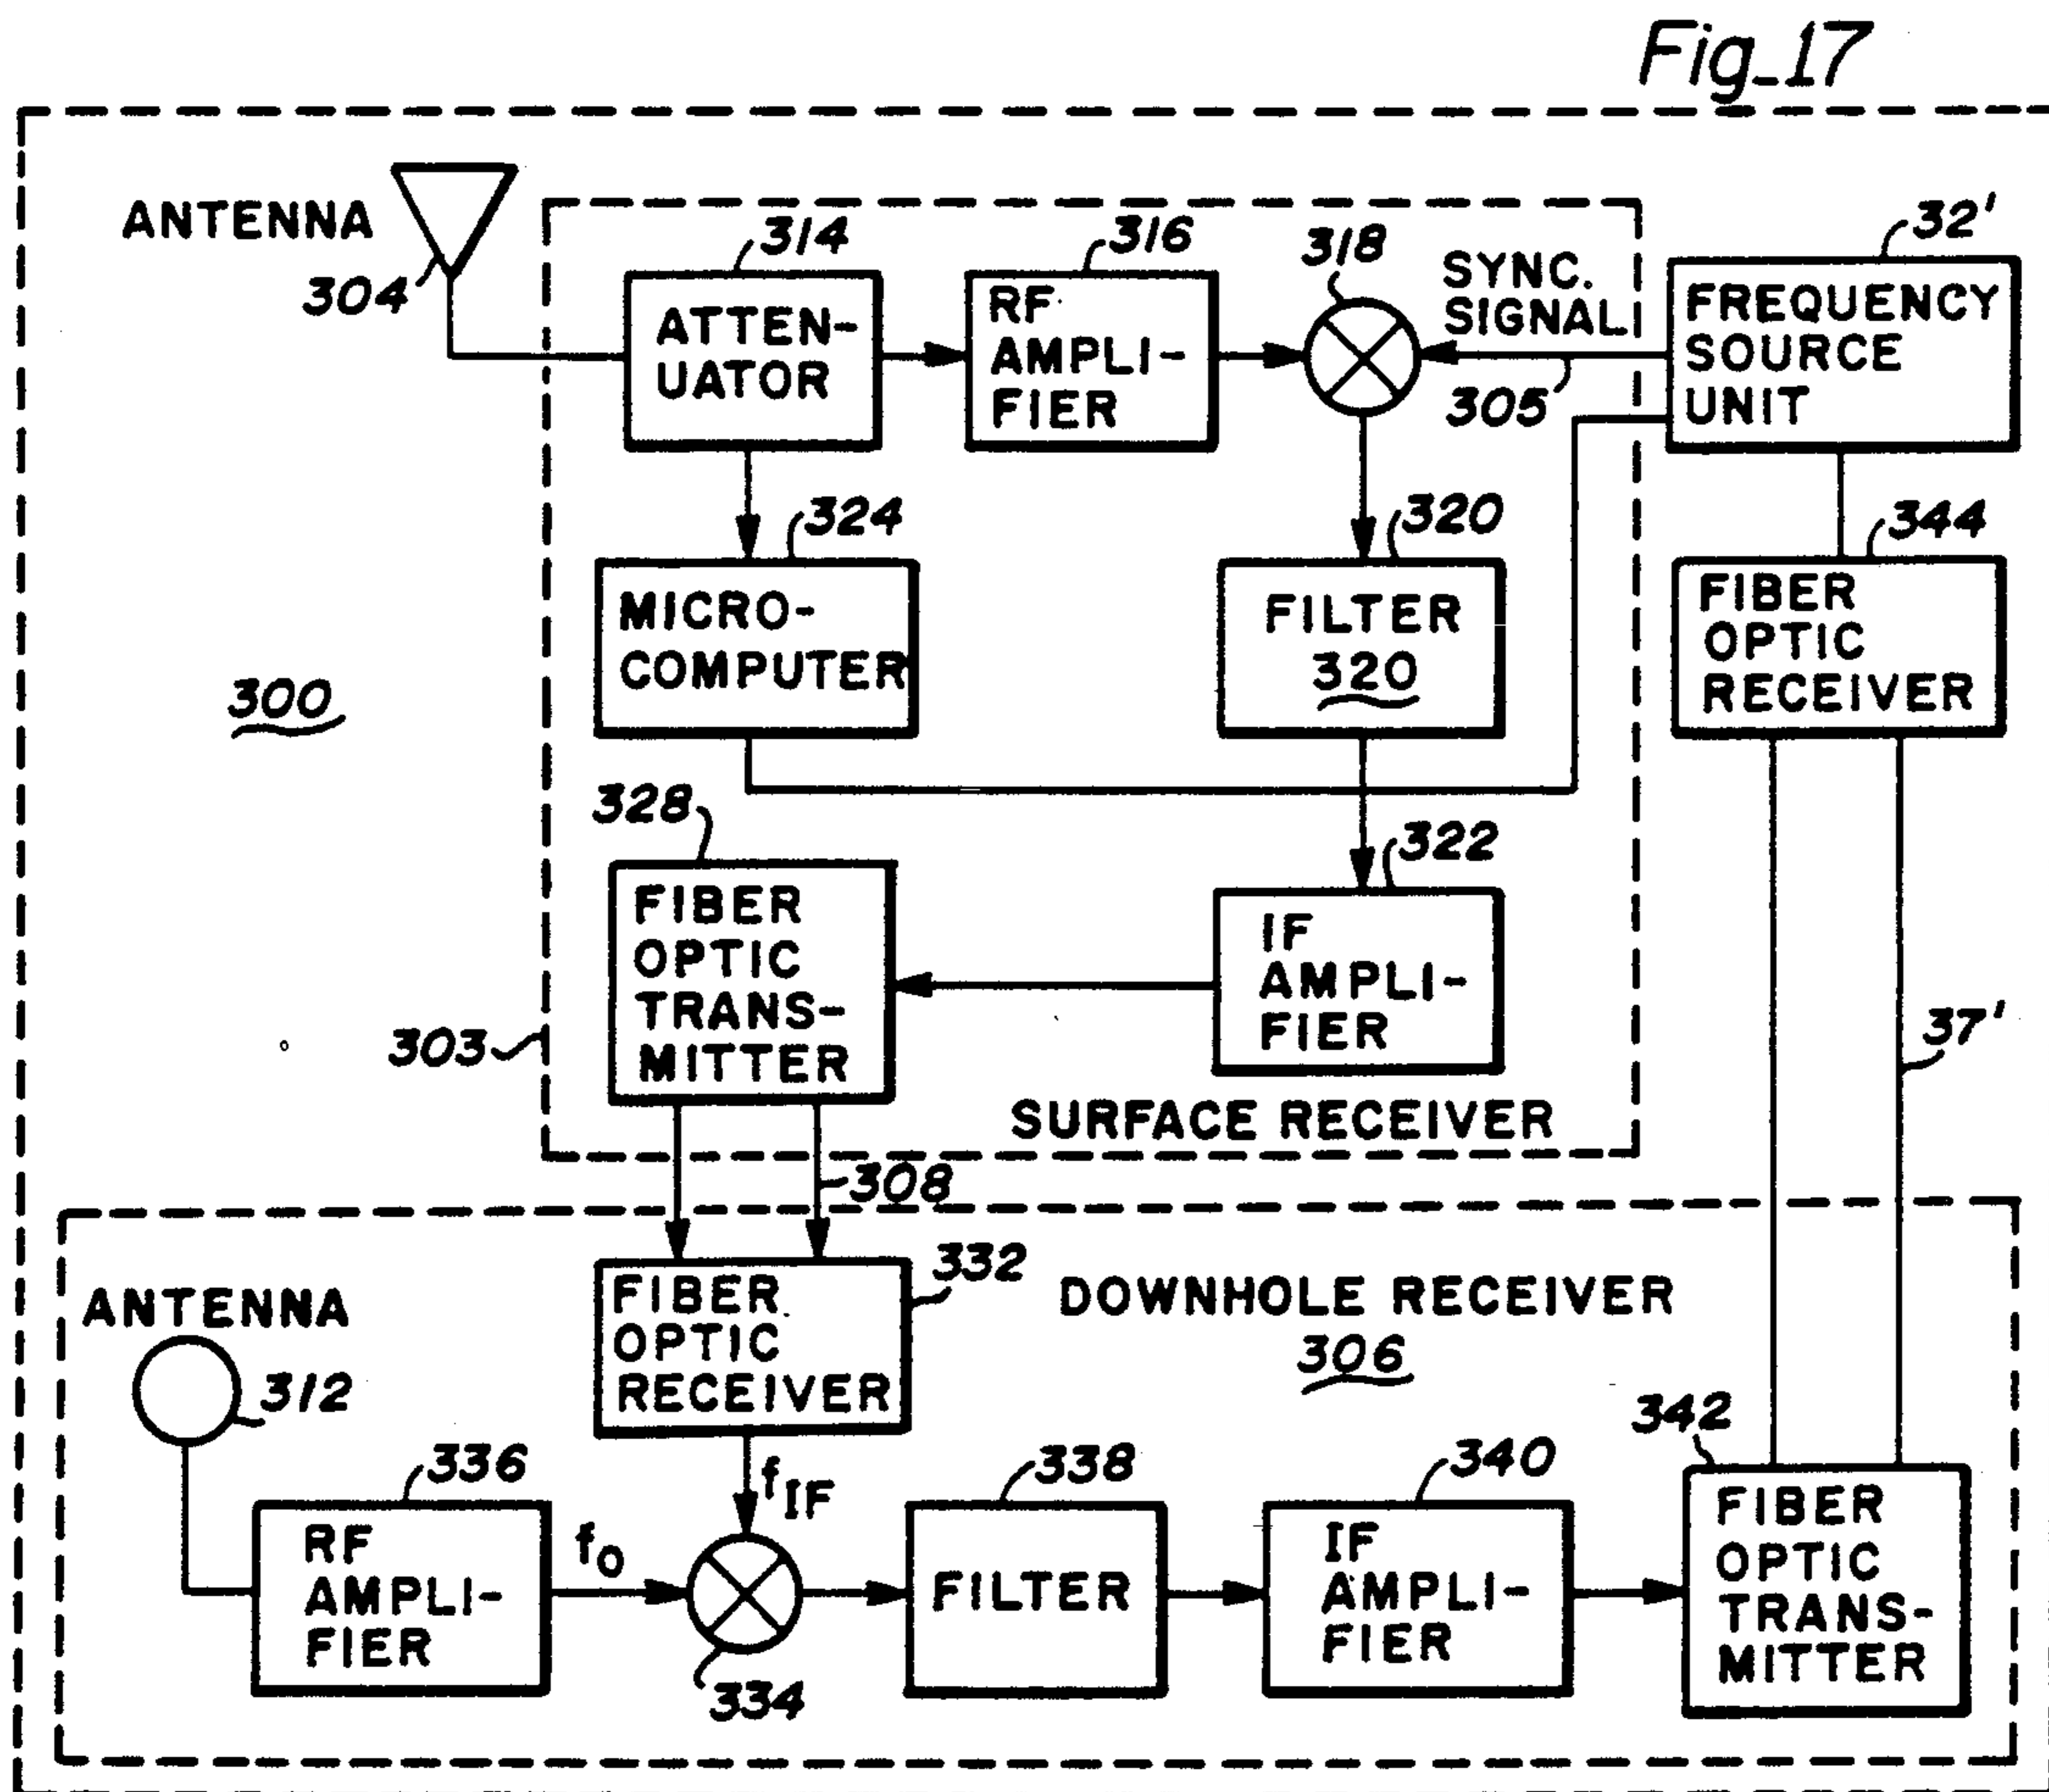 Fig-17
ANTENNA
304
314
ATTEN-
UATOR
316
RF
AMPLI-
FIER
318
SYNC.
SIGNAL
305
32'
FREQUENCY
SOURCE
UNIT
324
MICRO-
COMPUTER
320
FILTER
320
344
FIBER
OPTIC
RECEIVER
300
328
FIBER
OPTIC
TRANS-
MITTER
322
IF
AMPLI-
FIER
303
37'
SURFACE RECEIVER
308
332
FIBER
OPTIC
RECEIVER
DOWNHOLE RECEIVER
306
ANTENNA
312
336
RF
AMPLI-
FIER
fO
fIF
334
338
FILTER
340
IF
AMPLI-
FIER
342
FIBER
OPTIC
TRANS-
MITTER